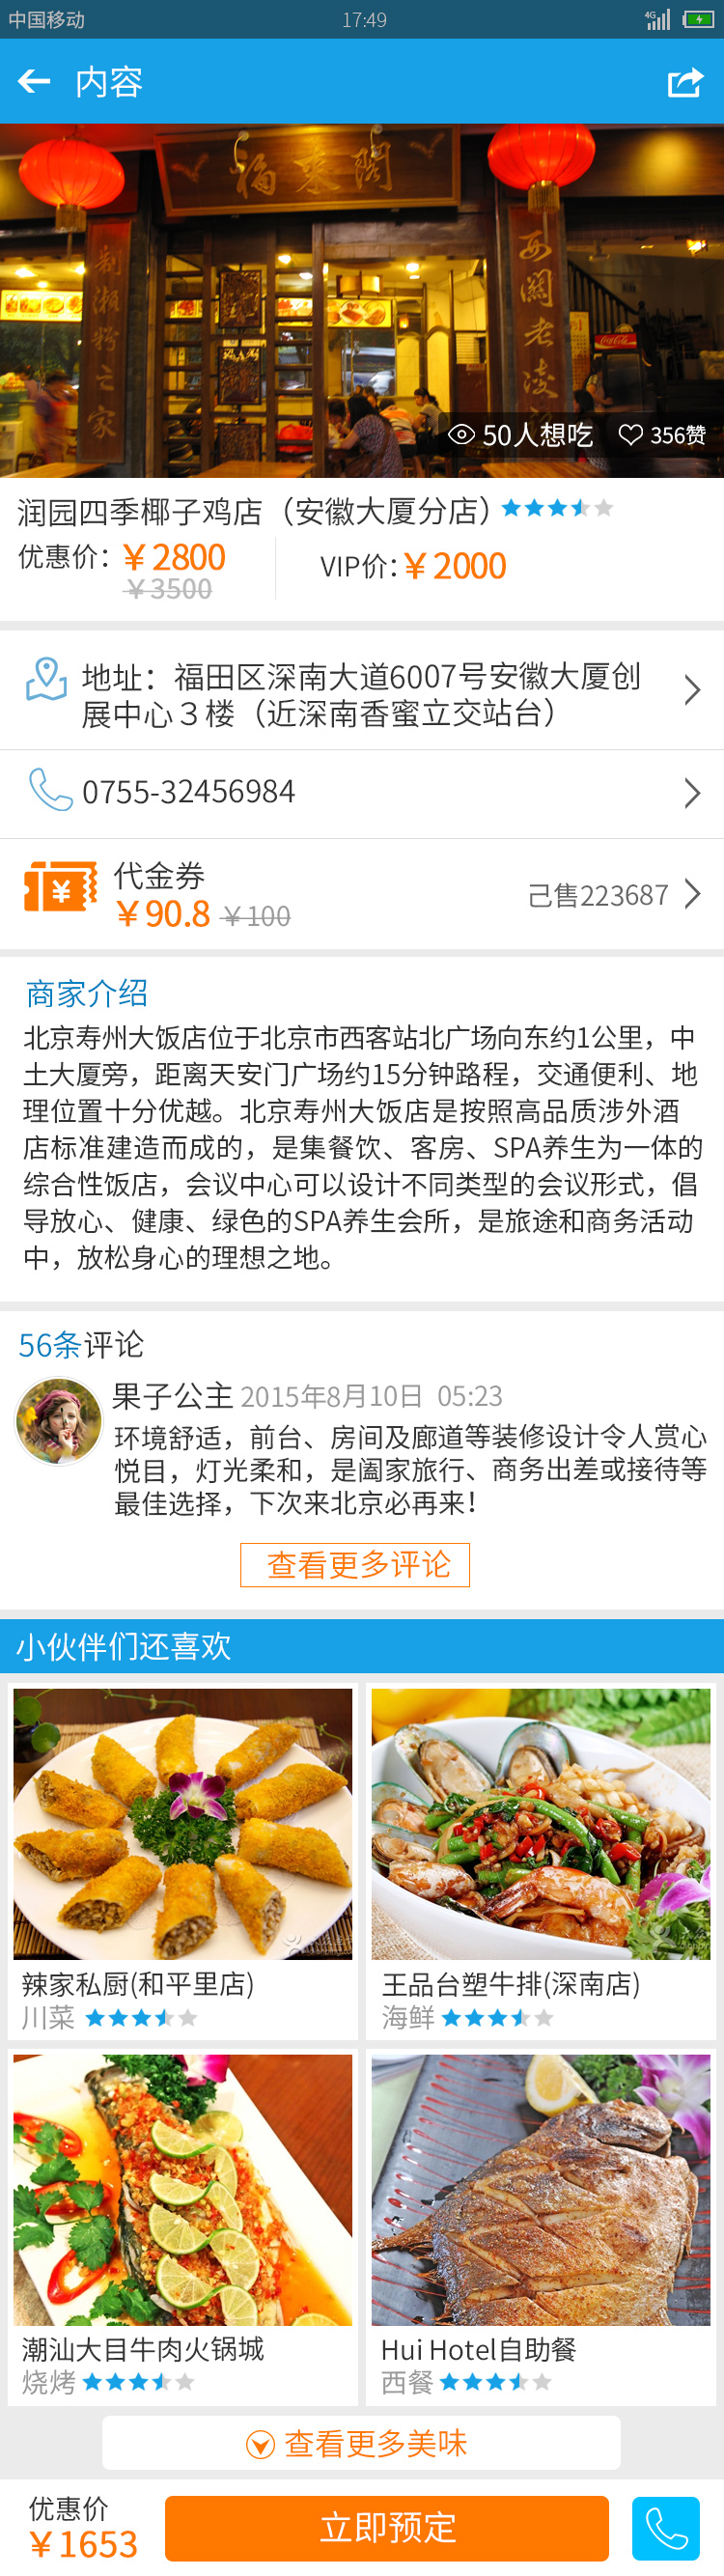 中国移动 17:49 4G
内容
福来阁
制湘粉之家
西關老凌
Coca-Cola
50人想吃 356赞
润园四季椰子鸡店（安徽大厦分店）
优惠价：￥2800
￥3500
VIP价：￥2000
地址：福田区深南大道6007号安徽大厦创
展中心３楼（近深南香蜜立交站台）
0755-32456984
代金券
￥90.8 ￥100
己售223687
商家介绍
北京寿州大饭店位于北京市西客站北广场向东约1公里，中
土大厦旁，距离天安门广场约15分钟路程，交通便利、地
理位置十分优越。北京寿州大饭店是按照高品质涉外酒
店标准建造而成的，是集餐饮、客房、SPA养生为一体的
综合性饭店，会议中心可以设计不同类型的会议形式，倡
导放心、健康、绿色的SPA养生会所，是旅途和商务活动
中，放松身心的理想之地。
56条评论
果子公主 2015年8月10日 05:23
环境舒适，前台、房间及廊道等装修设计令人赏心
悦目，灯光柔和，是阖家旅行、商务出差或接待等
最佳选择，下次来北京必再来！
查看更多评论
小伙伴们还喜欢
辣家私厨(和平里店)
川菜
王品台塑牛排(深南店)
海鲜
潮汕大目牛肉火锅城
烧烤
Hui Hotel自助餐
西餐
查看更多美味
优惠价
￥1653
立即预定